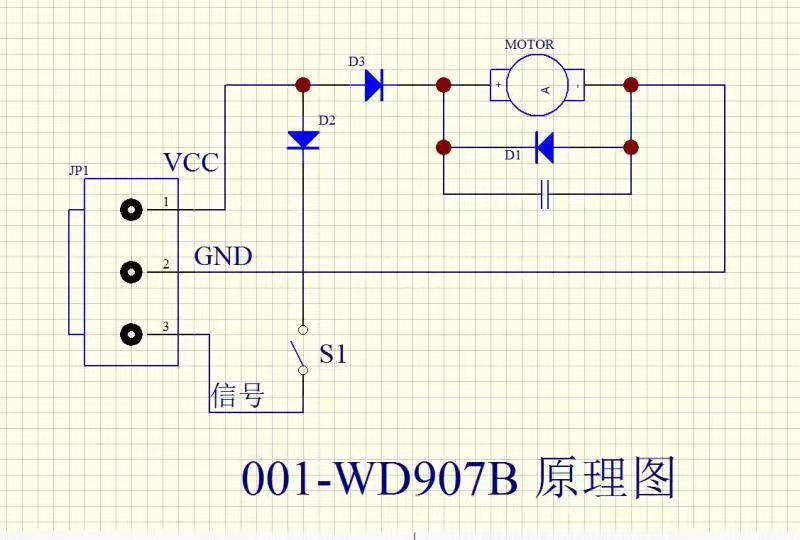 MOTOR
D3
+
A
-
D2
D1
VCC
JP1
1
GND
2
3
S1
信号
001-WD907B 原理图